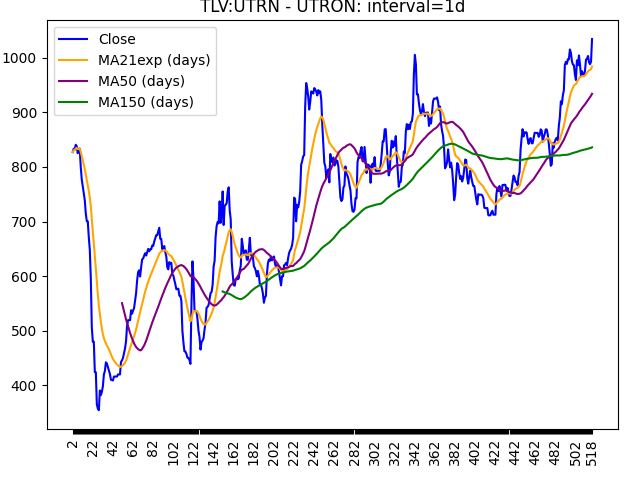 TLV:UTRN - UTRON: interval=1d
Close
MA21exp (days)
MA50 (days)
MA150 (days)
1000
900
800
700
600
500
400
2 22 42 62 82 102 122 142 162 182 202 222 242 262 282 302 322 342 362 382 402 422 442 462 482 502 518